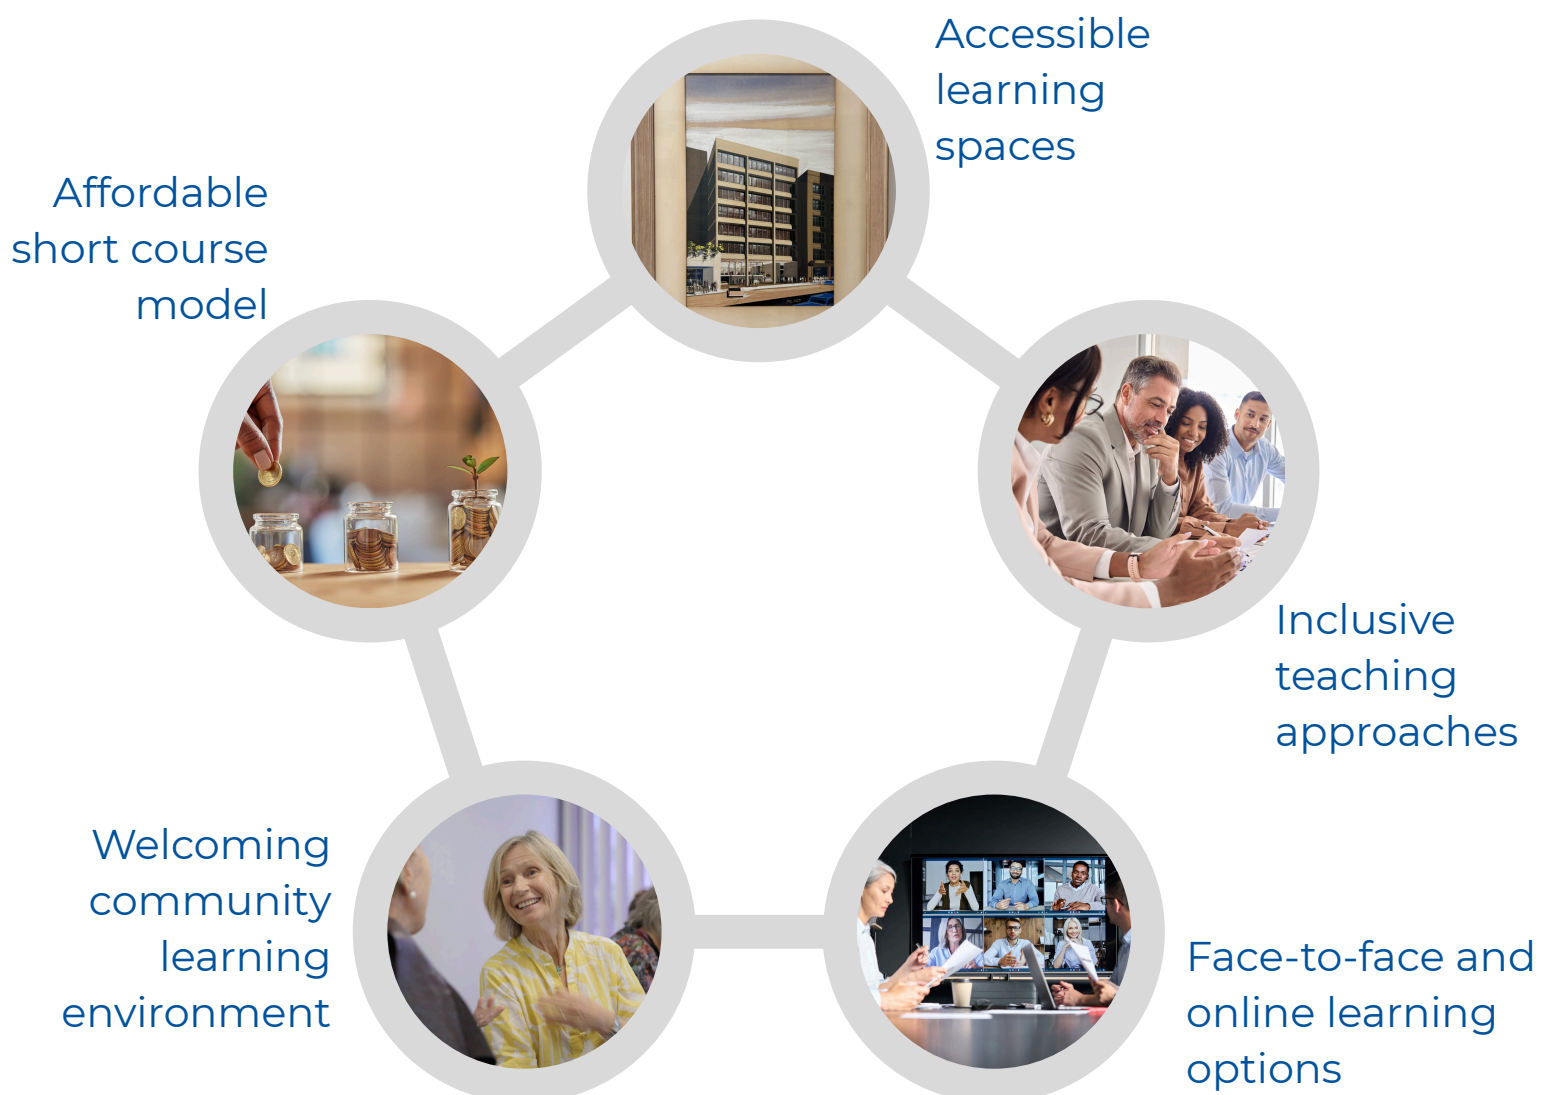 Accessible
learning
spaces
Affordable
short course
model
Inclusive
teaching
approaches
Welcoming
community
learning
environment
Face-to-face and
online learning
options